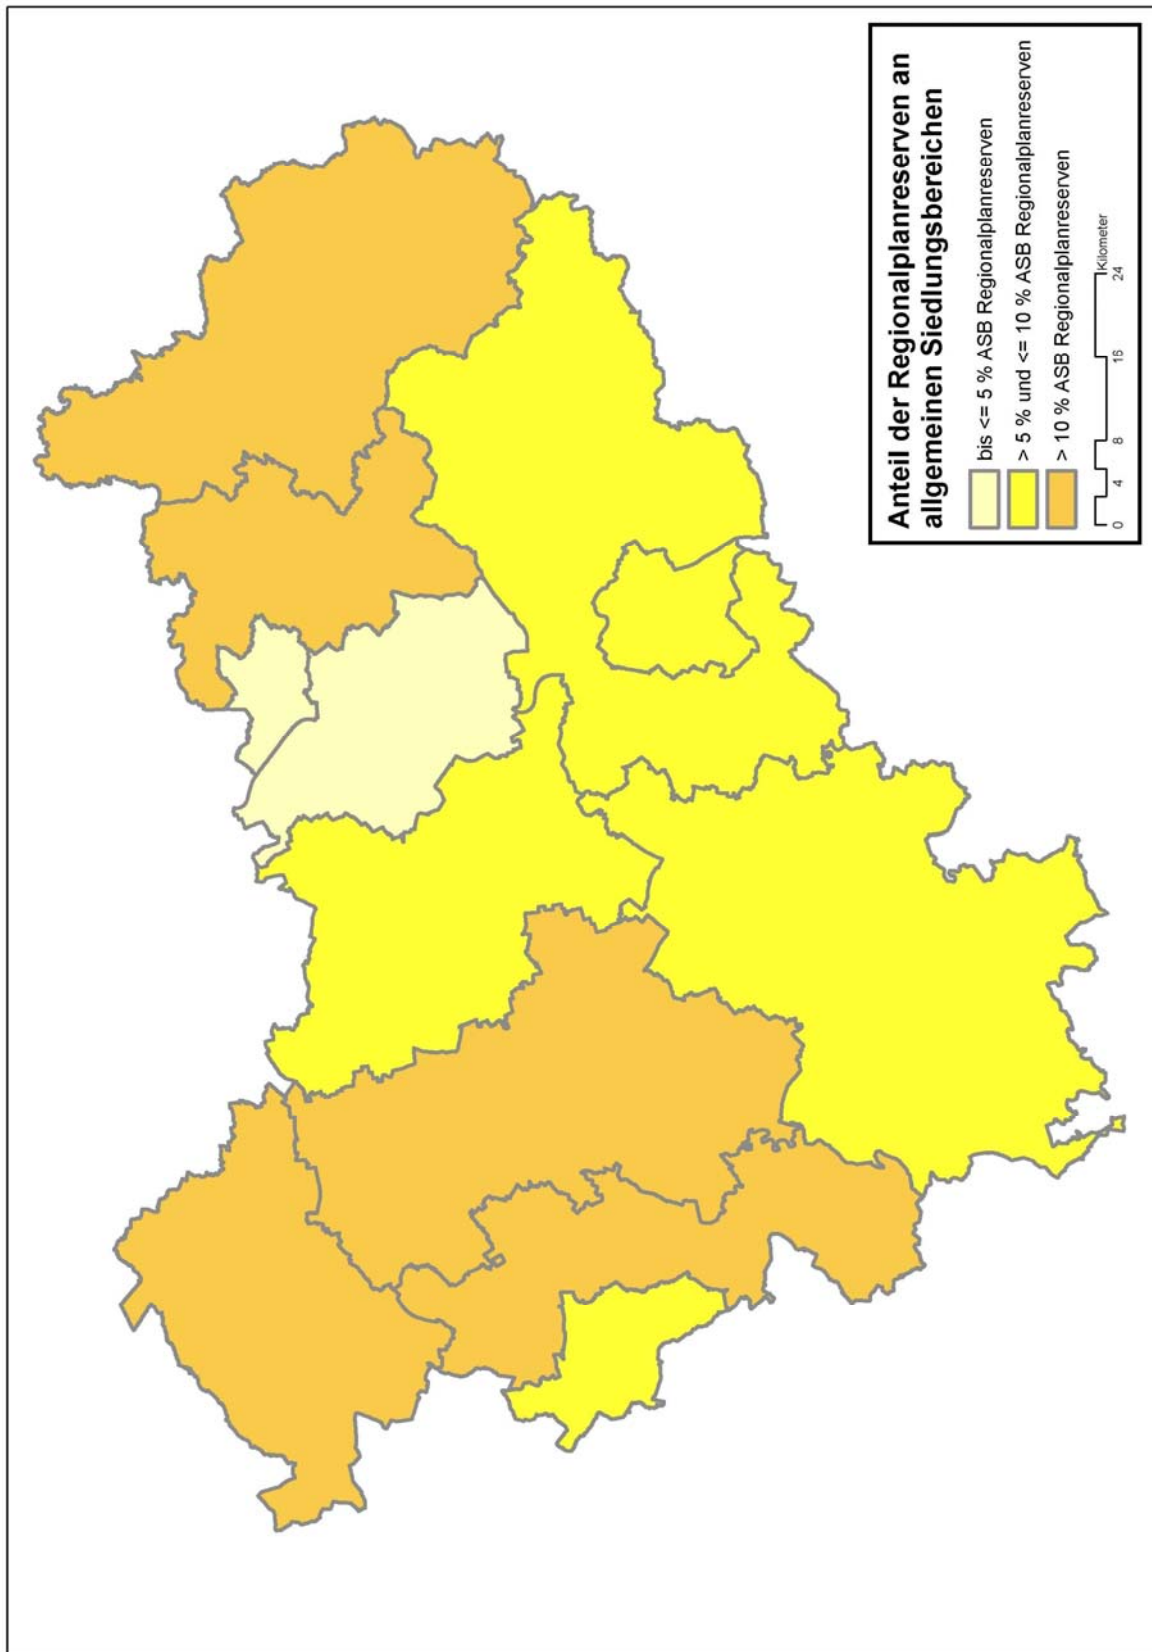 Anteil der Regionalplanreserven an
allgemeinen Siedlungsbereichen
bis <= 5 % ASB Regionalplanreserven
> 5 % und <= 10 % ASB Regionalplanreserven
> 10 % ASB Regionalplanreserven
Kilometer
0 4 8 16 24